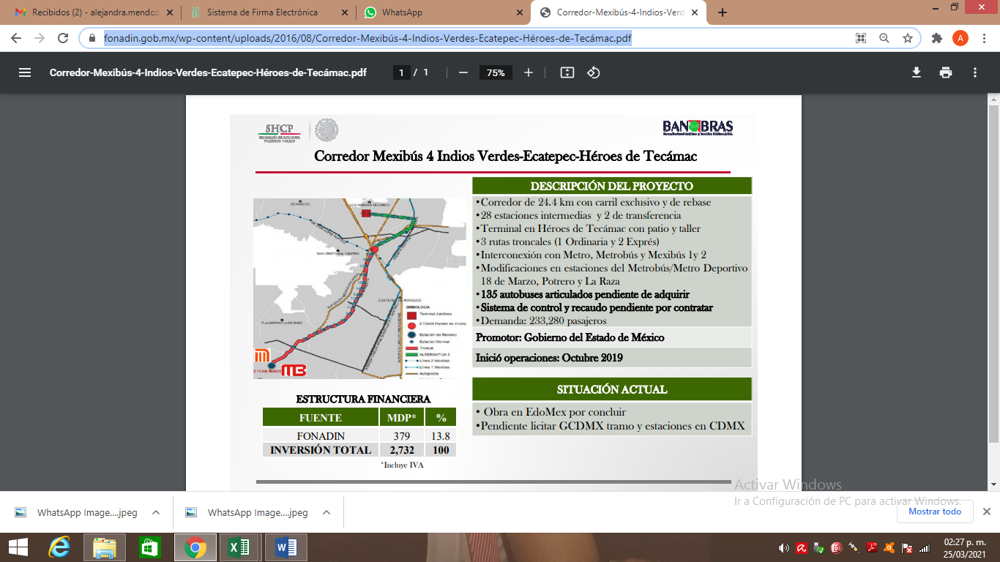 Recibidos (2) - alejandra.mendoz
Sistema de Firma Electrónica
WhatsApp
Corredor-Mexibús-4-Indios-Verd
fonadin.gob.mx/wp-content/uploads/2016/08/Corredor-Mexibús-4-Indios-Verdes-Ecatepec-Héroes-de-Tecámac.pdf
A
Corredor-Mexibús-4-Indios-Verdes-Ecatepec-Héroes-de-Tecámac.pdf
1 / 1
75%
SHCP
BANOBRAS
Corredor Mexibús 4 Indios Verdes-Ecatepec-Héroes de Tecámac
COACALCO
LOS HEROES TECAMAC
SAN CRISTOBAL CENTRO
ECATEPEC DE MORELOS
TLALNEPANTLA DE BAEZ
SIMBOLOGÍA
Terminal Jardines
ETRAM Puente de Fierro
Estación de Retorno
Estacion Normal
Troncal
ALTERNATIVA 3
Línea 2 Mexibus
Línea 1 Mexibus
Autopistas
MB
ETRAM INDIOS
DESCRIPCIÓN DEL PROYECTO
•Corredor de 24.4 km con carril exclusivo y de rebase
•28 estaciones intermedias y 2 de transferencia
•Terminal en Héroes de Tecámac con patio y taller
•3 rutas troncales (1 Ordinaria y 2 Exprés)
•Interconexión con Metro, Metrobús y Mexibús 1y 2
•Modificaciones en estaciones del Metrobús/Metro Deportivo
18 de Marzo, Potrero y La Raza
•135 autobuses articulados pendiente de adquirir
•Sistema de control y recaudo pendiente por contratar
•Demanda: 233,280 pasajeros
Promotor: Gobierno del Estado de México
Inició operaciones: Octubre 2019
SITUACIÓN ACTUAL
• Obra en EdoMex por concluir
•Pendiente licitar GCDMX tramo y estaciones en CDMX
ESTRUCTURA FINANCIERA
FUENTE MDP* %
FONADIN 379 13.8
INVERSIÓN TOTAL 2,732 100
*Incluye IVA
Activar Windows
Ir a Configuración de PC para activar Windows.
WhatsApp Image....jpeg
WhatsApp Image....jpeg
Mostrar todo
02:27 p. m.
25/03/2021